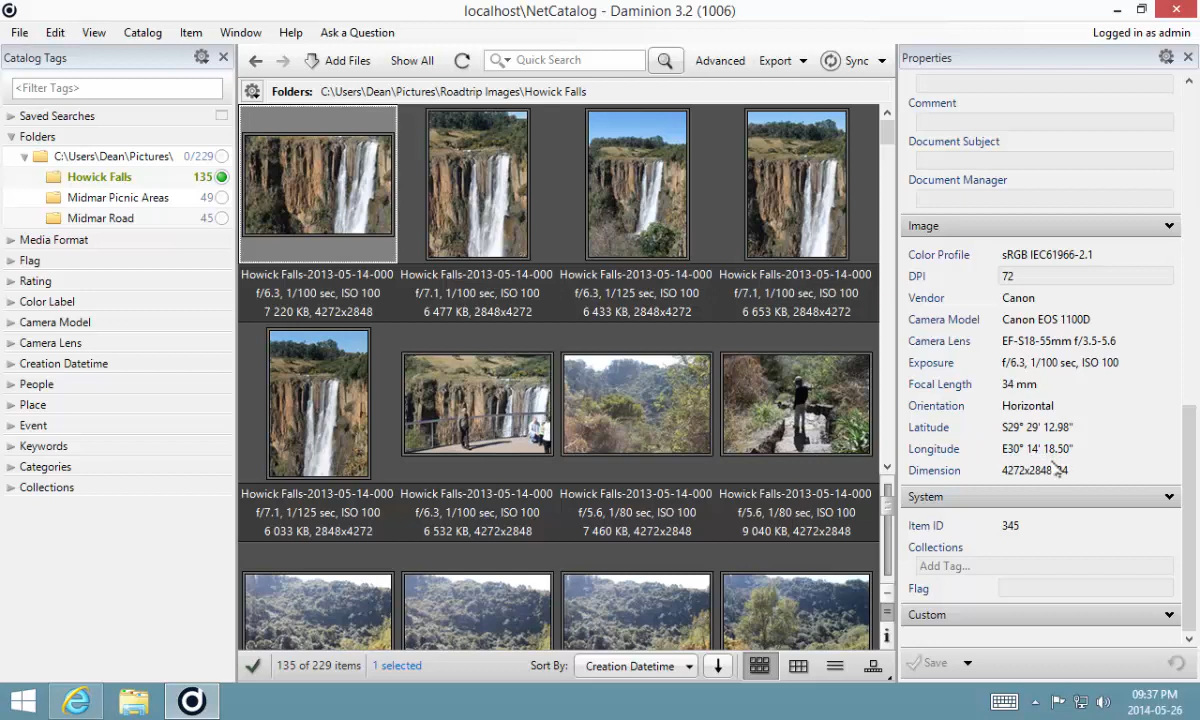 localhost\NetCatalog - Daminion 3.2 (1006)
File Edit View Catalog Item Window Help Ask a Question
Logged in as admin
Catalog Tags
<Filter Tags>
Saved Searches
Folders
C:\Users\Dean\Pictures\ 0/229
Howick Falls 135
Midmar Picnic Areas 49
Midmar Road 45
Media Format
Flag
Rating
Color Label
Camera Model
Camera Lens
Creation Datetime
People
Place
Event
Keywords
Categories
Collections
Add Files Show All Quick Search Advanced Export Sync
Folders: C:\Users\Dean\Pictures\Roadtrip Images\Howick Falls
Howick Falls-2013-05-14-000 Howick Falls-2013-05-14-000 Howick Falls-2013-05-14-000 Howick Falls-2013-05-14-000
f/6.3, 1/100 sec, ISO 100 f/7.1, 1/100 sec, ISO 100 f/6.3, 1/125 sec, ISO 100 f/7.1, 1/100 sec, ISO 100
7 220 KB, 4272x2848 6 477 KB, 2848x4272 6 433 KB, 2848x4272 6 653 KB, 2848x4272
Howick Falls-2013-05-14-000 Howick Falls-2013-05-14-000 Howick Falls-2013-05-14-000 Howick Falls-2013-05-14-000
f/7.1, 1/125 sec, ISO 100 f/6.3, 1/100 sec, ISO 100 f/5.6, 1/80 sec, ISO 100 f/5.6, 1/80 sec, ISO 100
6 033 KB, 2848x4272 6 532 KB, 4272x2848 7 460 KB, 4272x2848 9 040 KB, 4272x2848
135 of 229 items 1 selected Sort By: Creation Datetime
Properties
Comment
Document Subject
Document Manager
Image
Color Profile sRGB IEC61966-2.1
DPI 72
Vendor Canon
Camera Model Canon EOS 1100D
Camera Lens EF-S18-55mm f/3.5-5.6
Exposure f/6.3, 1/100 sec, ISO 100
Focal Length 34 mm
Orientation Horizontal
Latitude S29° 29' 12.98"
Longitude E30° 14' 18.50"
Dimension 4272x2848
System
Item ID 345
Collections
Add Tag...
Flag
Custom
Save
09:37 PM
2014-05-26